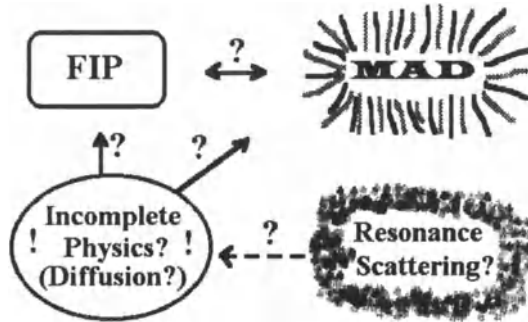 ?
FIP
MAD
?
?
Incomplete
! Physics? !
(Diffusion?)
?
Resonance
Scattering?